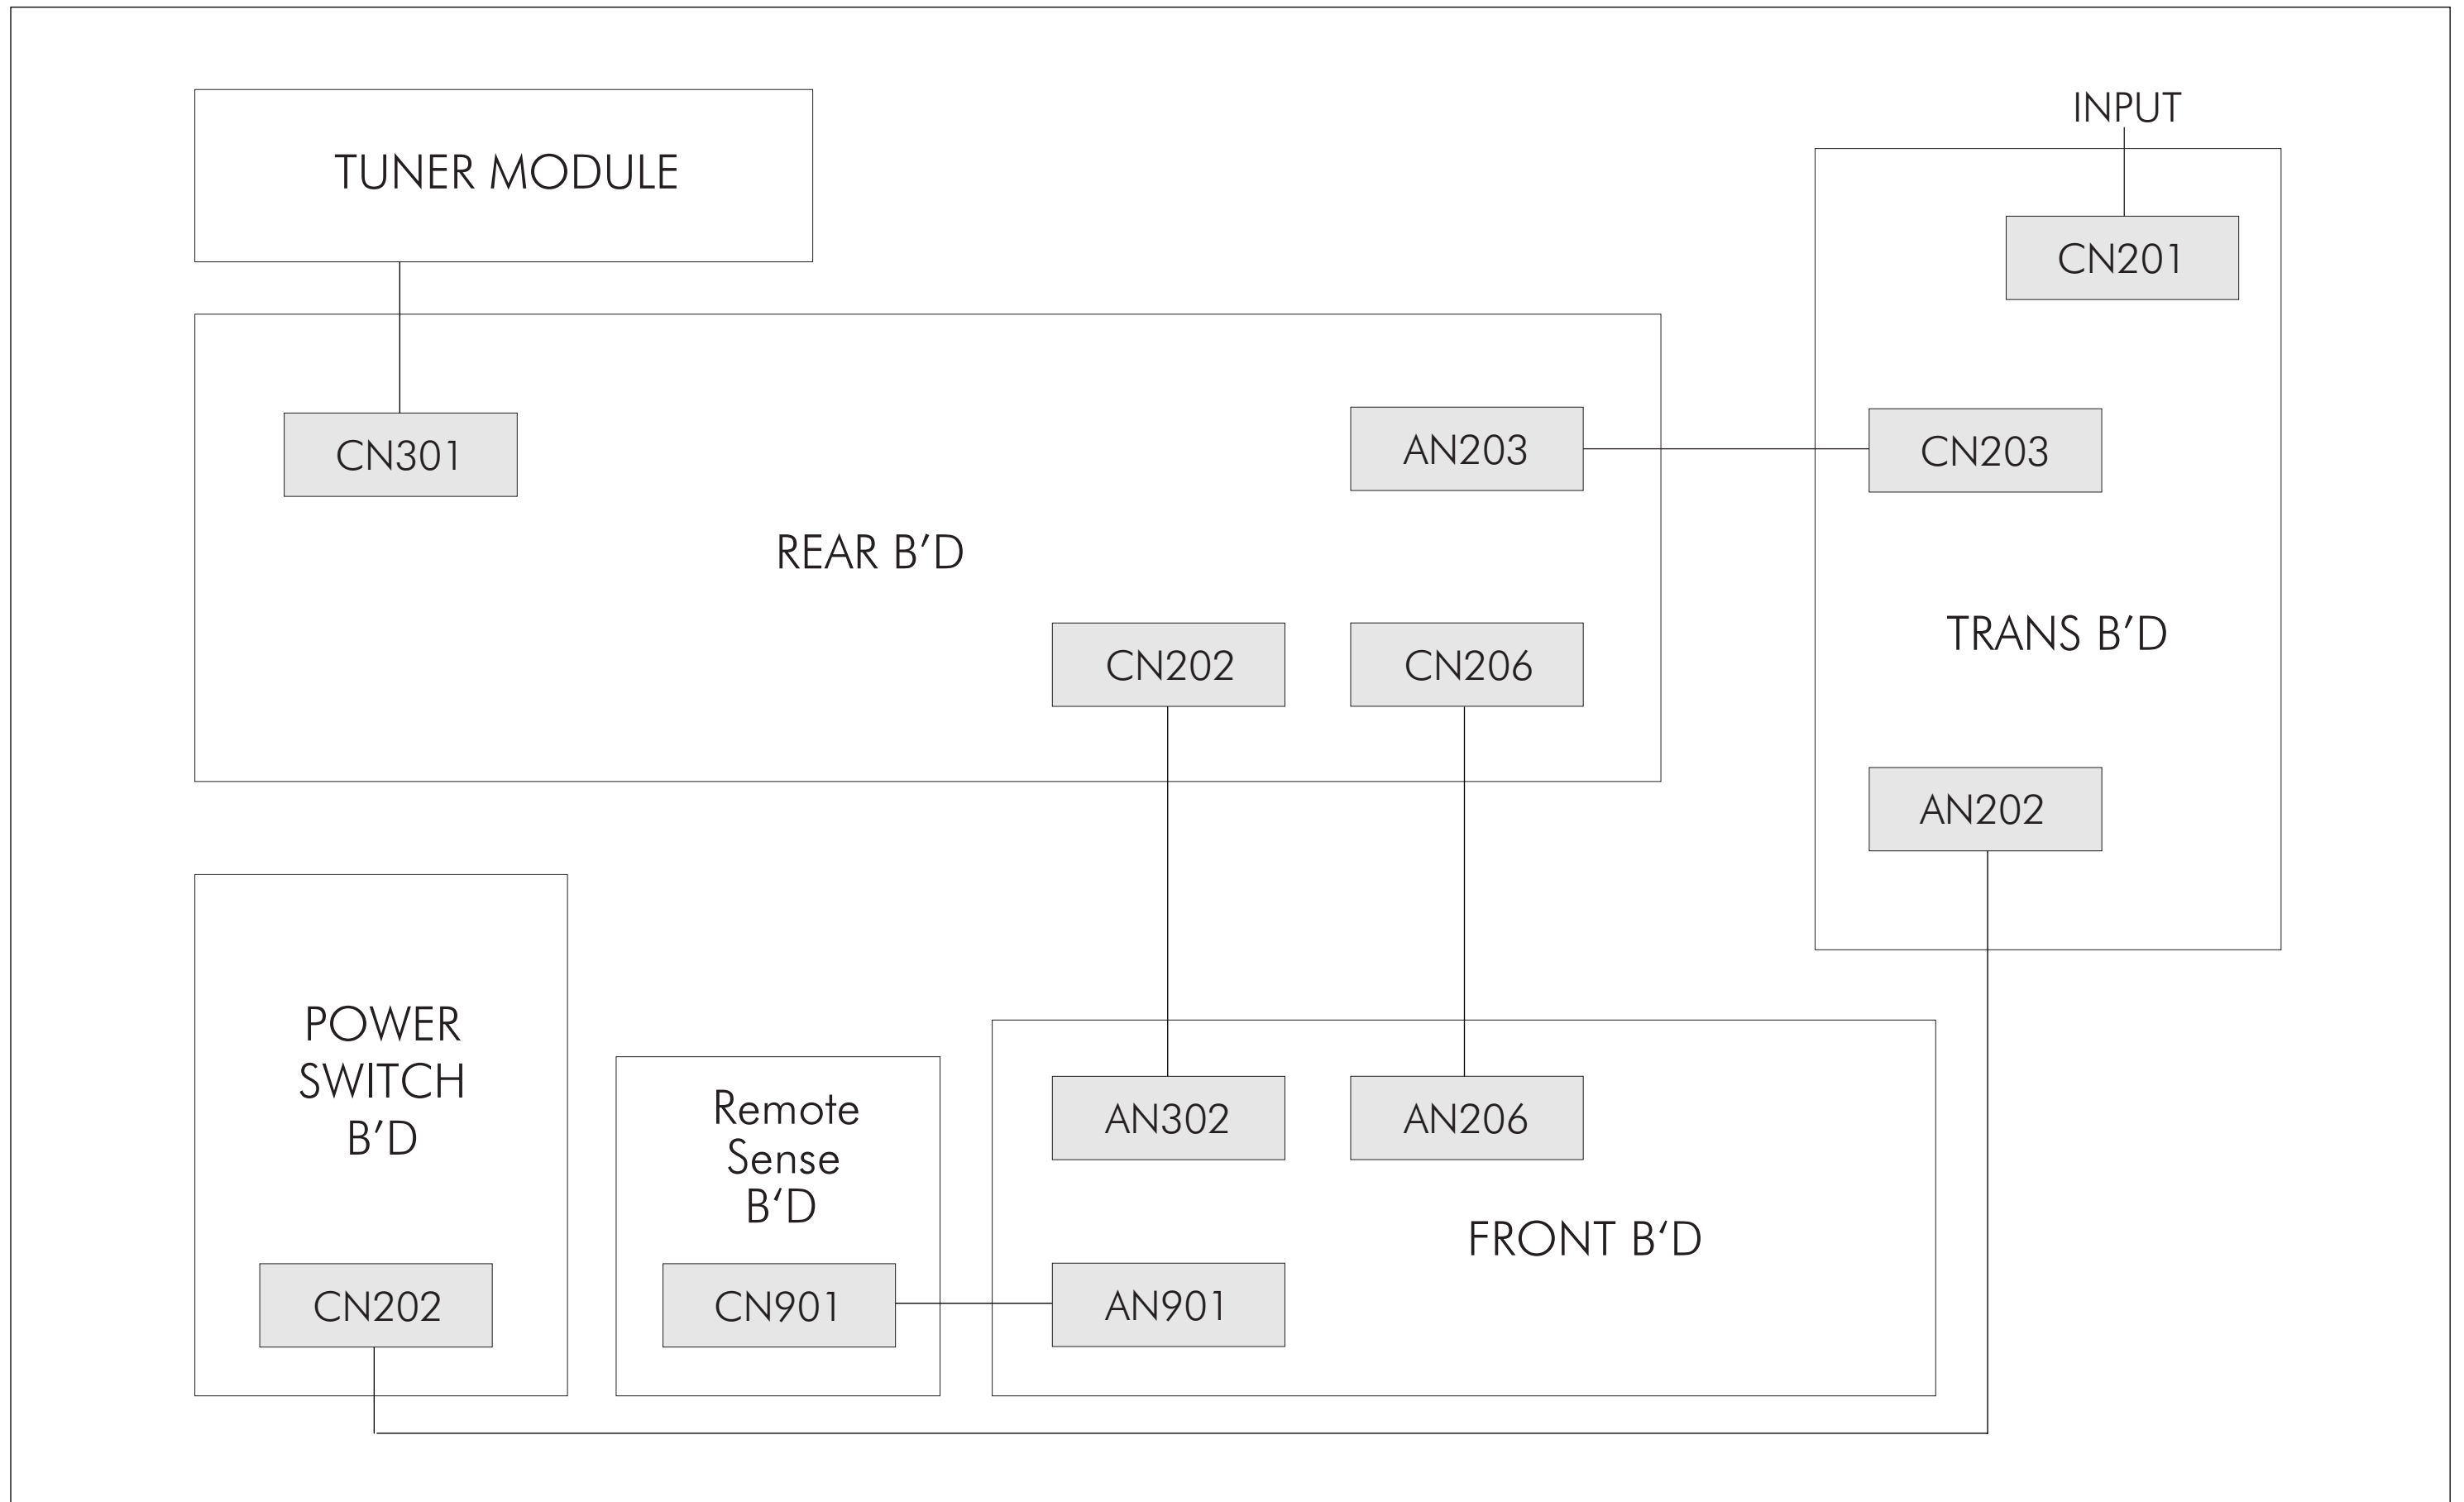 INPUT
TUNER MODULE
CN201
CN301
AN203
CN203
REAR B’D
TRANS B’D
CN202
CN206
AN202
POWER
SWITCH
B’D
Remote
Sense
B‘D
AN302
AN206
FRONT B’D
CN202
CN901
AN901